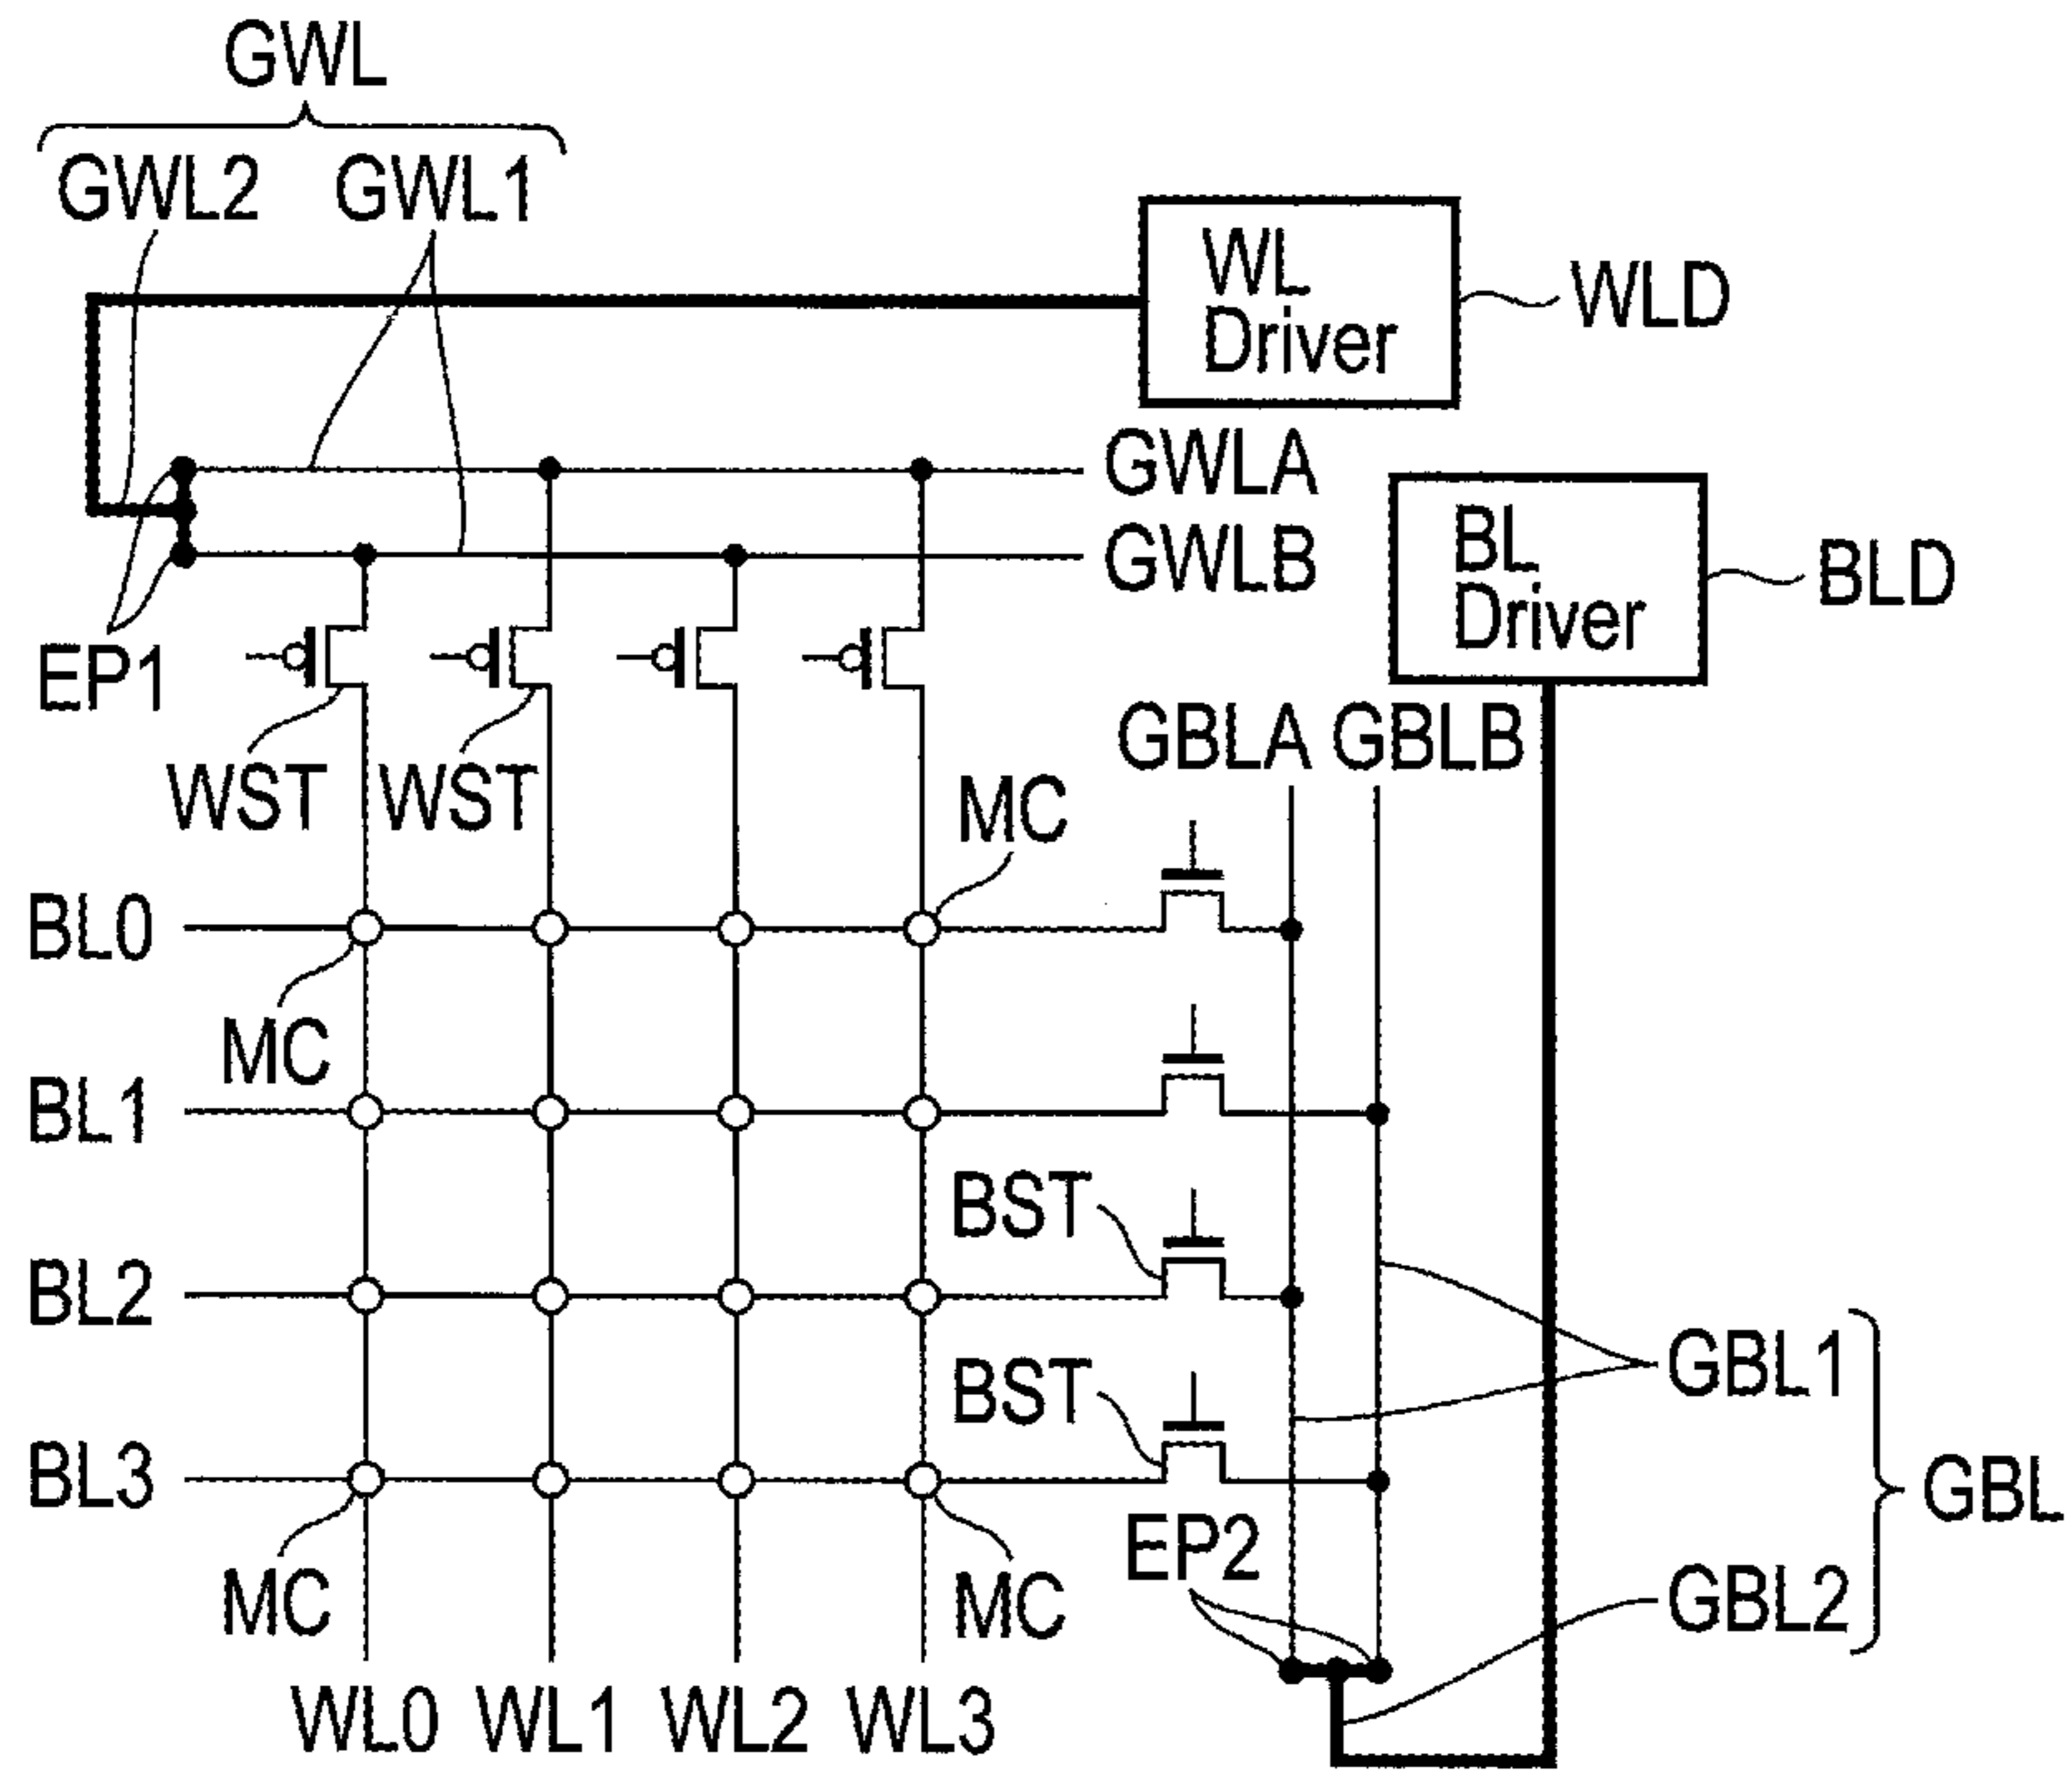 GWL
GWL2
GWL1
WL
Driver
WLD
GWLA
GWLB
BL
Driver
BLD
EP1
WST
WST
GBLA
GBLB
MC
BL0
MC
BL1
BST
BL2
GBL1
BST
BL3
GBL
EP2
MC
MC
GBL2
WL0
WL1
WL2
WL3